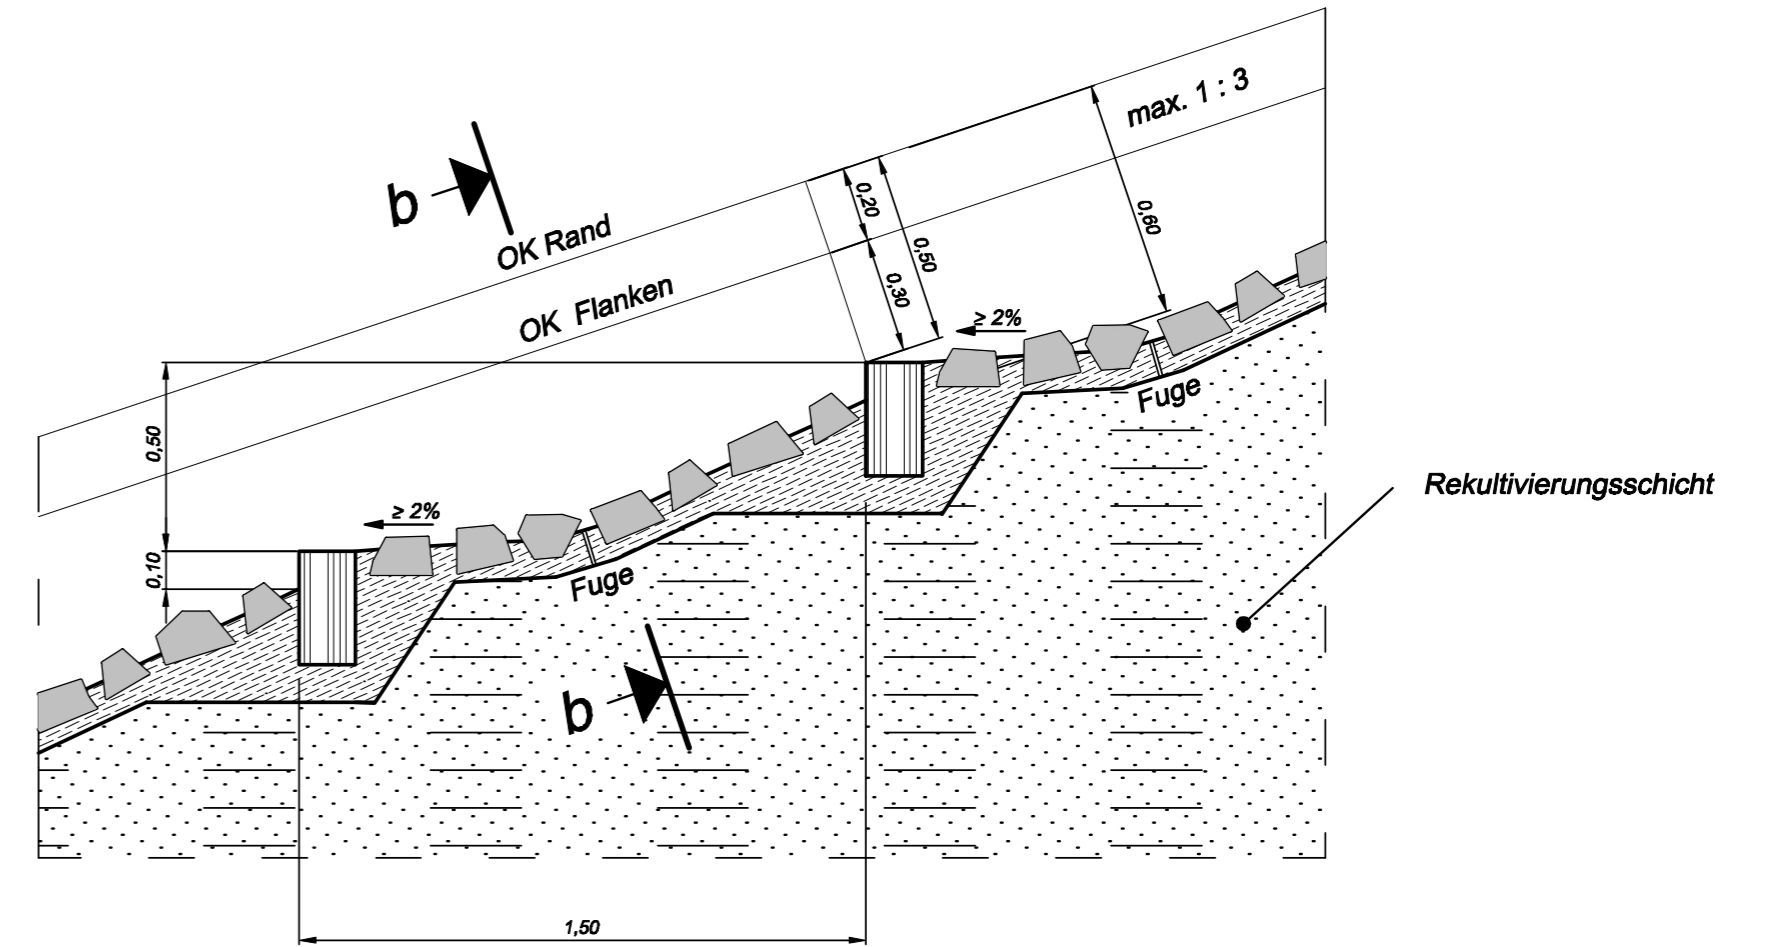 max. 1 : 3
b
OK Rand
0,20
0,50
0,60
0,30
OK Flanken
≥ 2%
Fuge
0,50
Rekultivierungsschicht
≥ 2%
0,10
Fuge
b
1,50